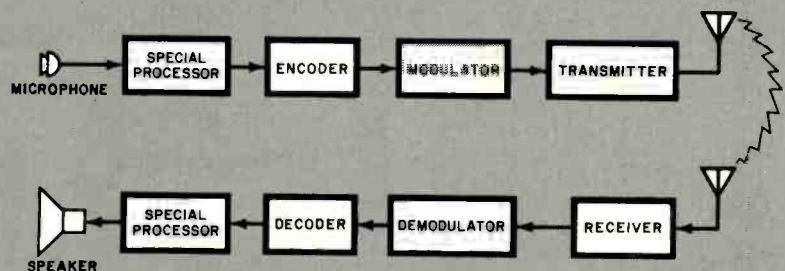 MICROPHONE
SPECIAL
PROCESSOR
ENCODER
MODULATOR
TRANSMITTER
SPEAKER
SPECIAL
PROCESSOR
DECODER
DEMODULATOR
RECEIVER